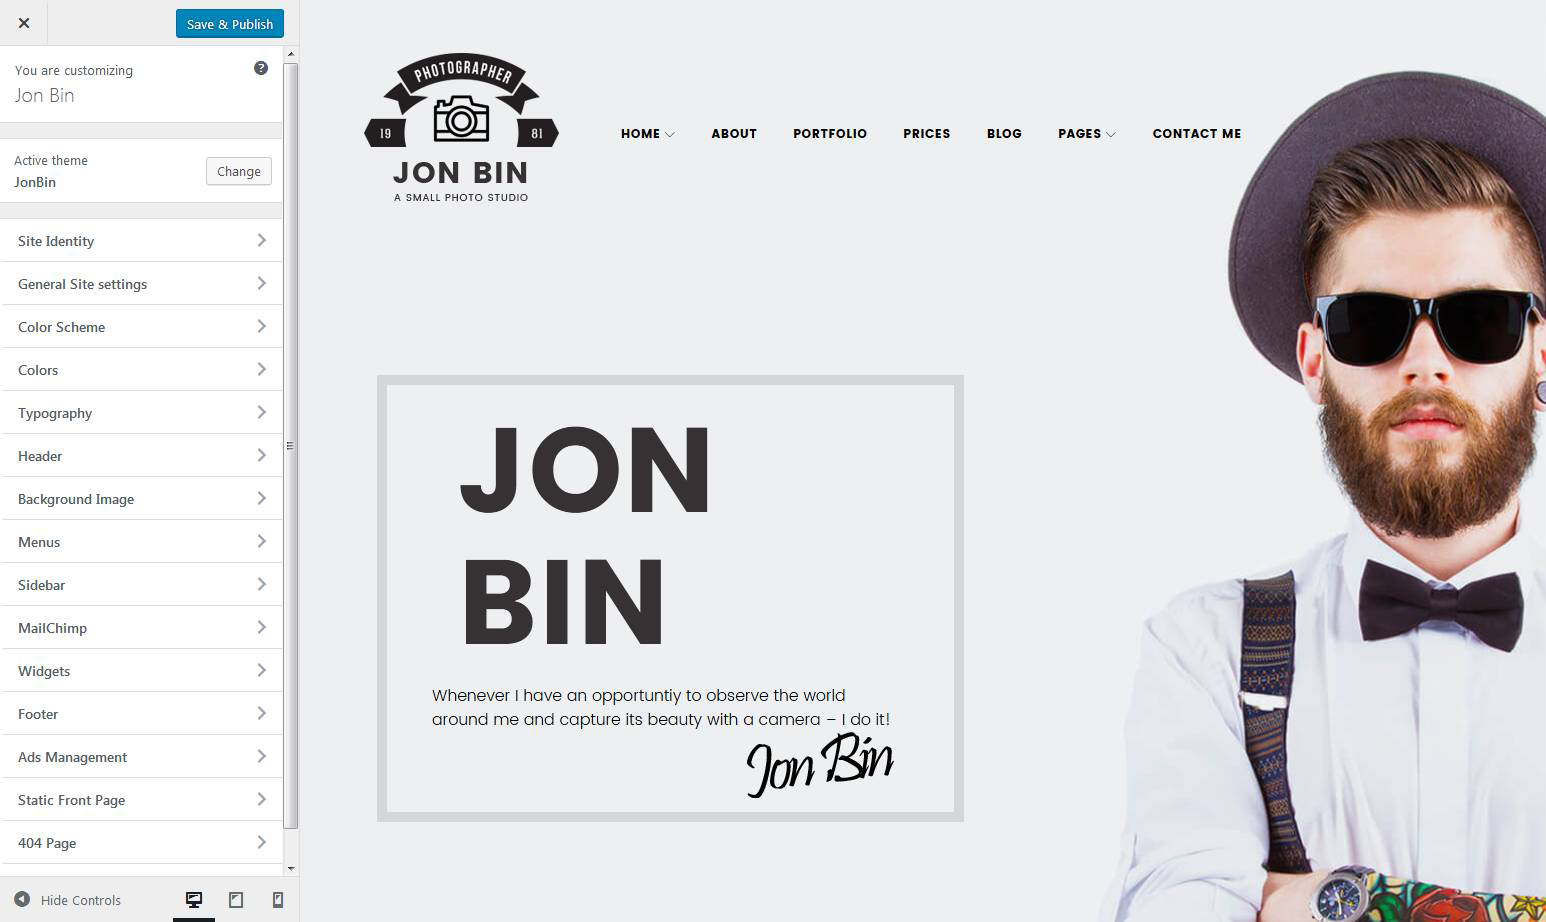 Save & Publish
You are customizing
Jon Bin
Active theme
JonBin
Change
Site Identity
General Site settings
Color Scheme
Colors
Typography
Header
Background Image
Menus
Sidebar
MailChimp
Widgets
Footer
Ads Management
Static Front Page
404 Page
Hide Controls
PHOTOGRAPHER
19 81
JON BIN
A SMALL PHOTO STUDIO
HOME ABOUT PORTFOLIO PRICES BLOG PAGES CONTACT ME
JON
BIN
Whenever I have an opportuntiy to observe the world
around me and capture its beauty with a camera – I do it!
Jon Bin